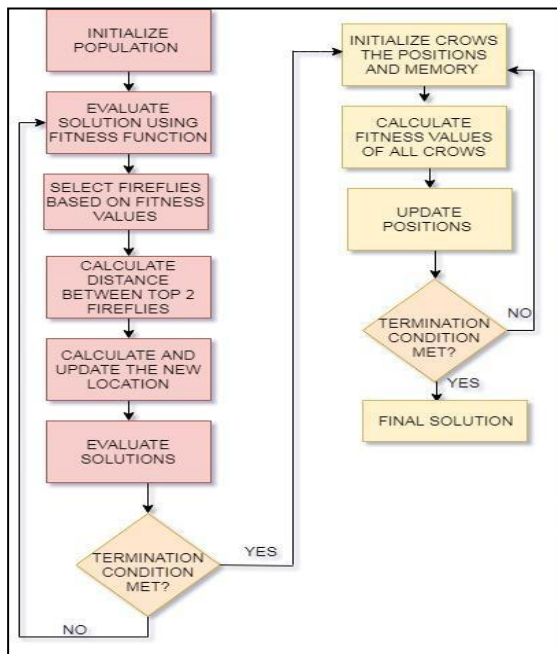 INITIALIZE
POPULATION
EVALUATE
SOLUTION USING
FITNESS FUNCTION
SELECT FIREFLIES
BASED ON FITNESS
VALUES
CALCULATE
DISTANCE
BETWEEN TOP 2
FIREFLIES
CALCULATE AND
UPDATE THE NEW
LOCATION
EVALUATE
SOLUTIONS
TERMINATION
CONDITION
MET?
YES
NO
INITIALIZE CROWS
THE POSITIONS
AND MEMORY
CALCULATE
FITNESS VALUES
OF ALL CROWS
UPDATE
POSITIONS
TERMINATION
CONDITION
MET?
NO
YES
FINAL SOLUTION